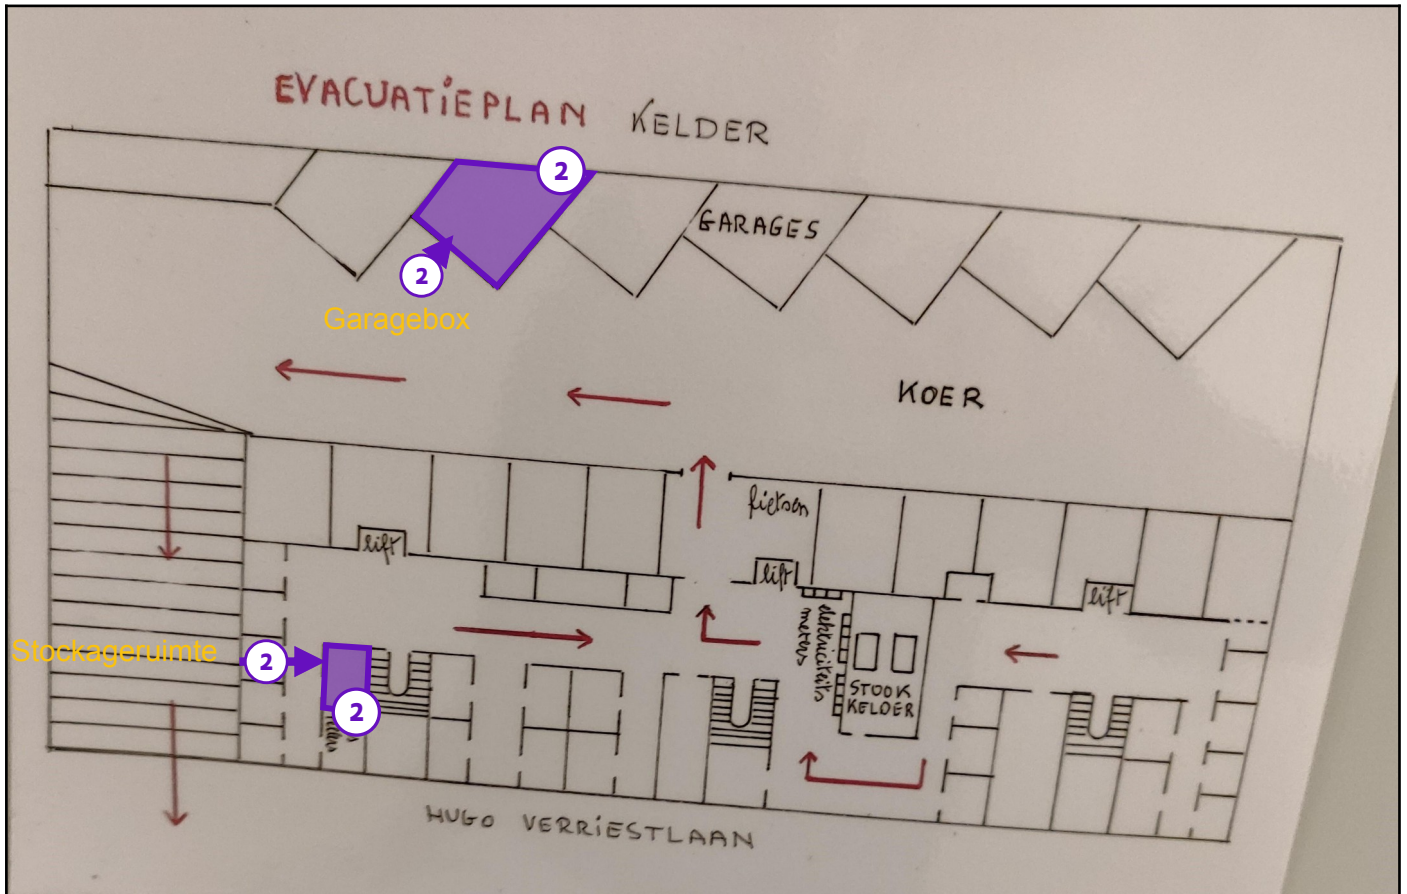 EVACUATIEPLAN KELDER
2
GARAGES
2
Garagebox
KOER
fietsen
lift
lift
lift
elektriciteits
meters
Stockageruimte
2
STOOK
KELDER
2
HUGO VERRIESTLAAN